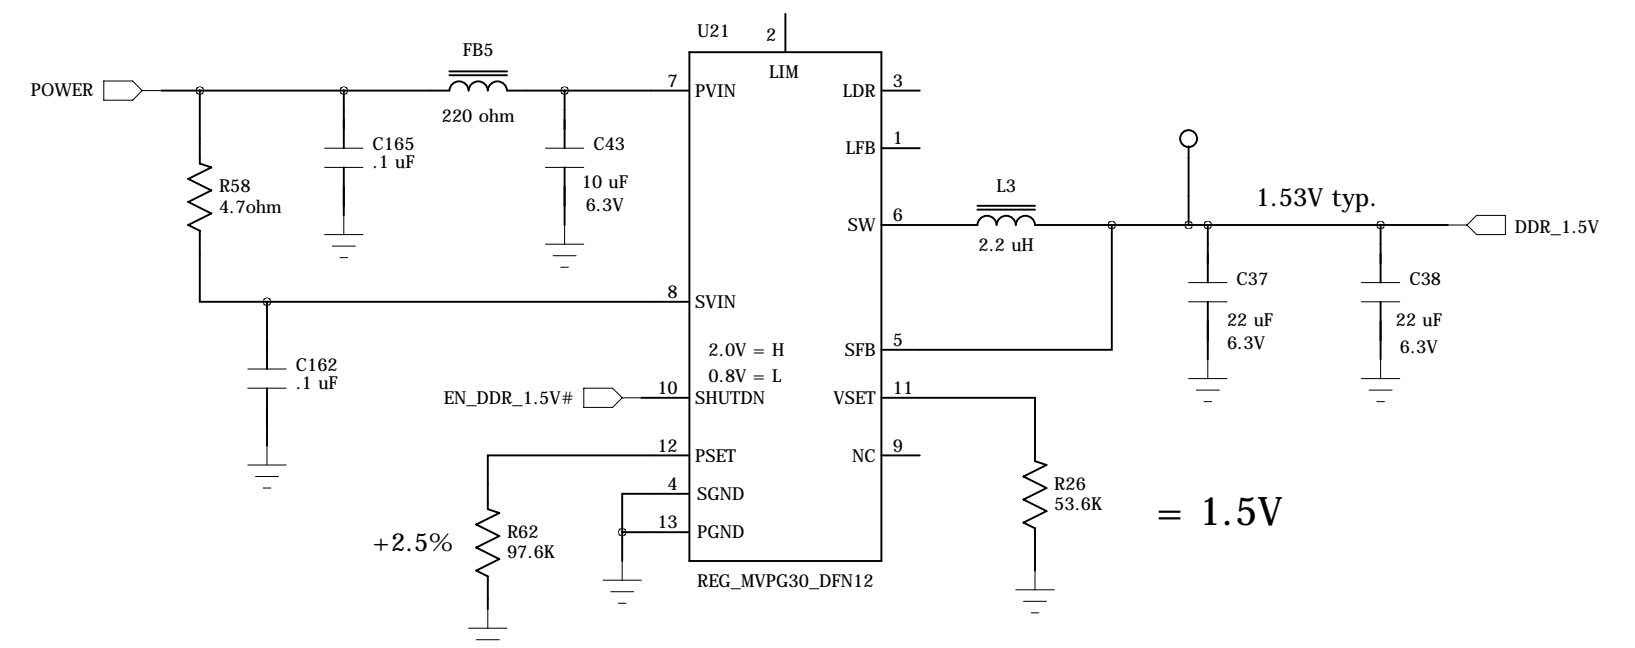 U21
2
FB5
LIM
POWER
7
PVIN
LDR
3
220 ohm
C165
.1 uF
C43
LFB
1
10 uF
6.3V
R58
4.7ohm
L3
1.53V typ.
SW
6
2.2 uH
DDR_1.5V
C37
C38
8
SVIN
22 uF
6.3V
22 uF
6.3V
2.0V = H
0.8V = L
SFB
5
C162
.1 uF
EN_DDR_1.5V#
10
SHUTDN
VSET
11
12
PSET
NC
9
4
SGND
R26
53.6K
= 1.5V
13
PGND
+2.5%
R62
97.6K
REG_MVPG30_DFN12